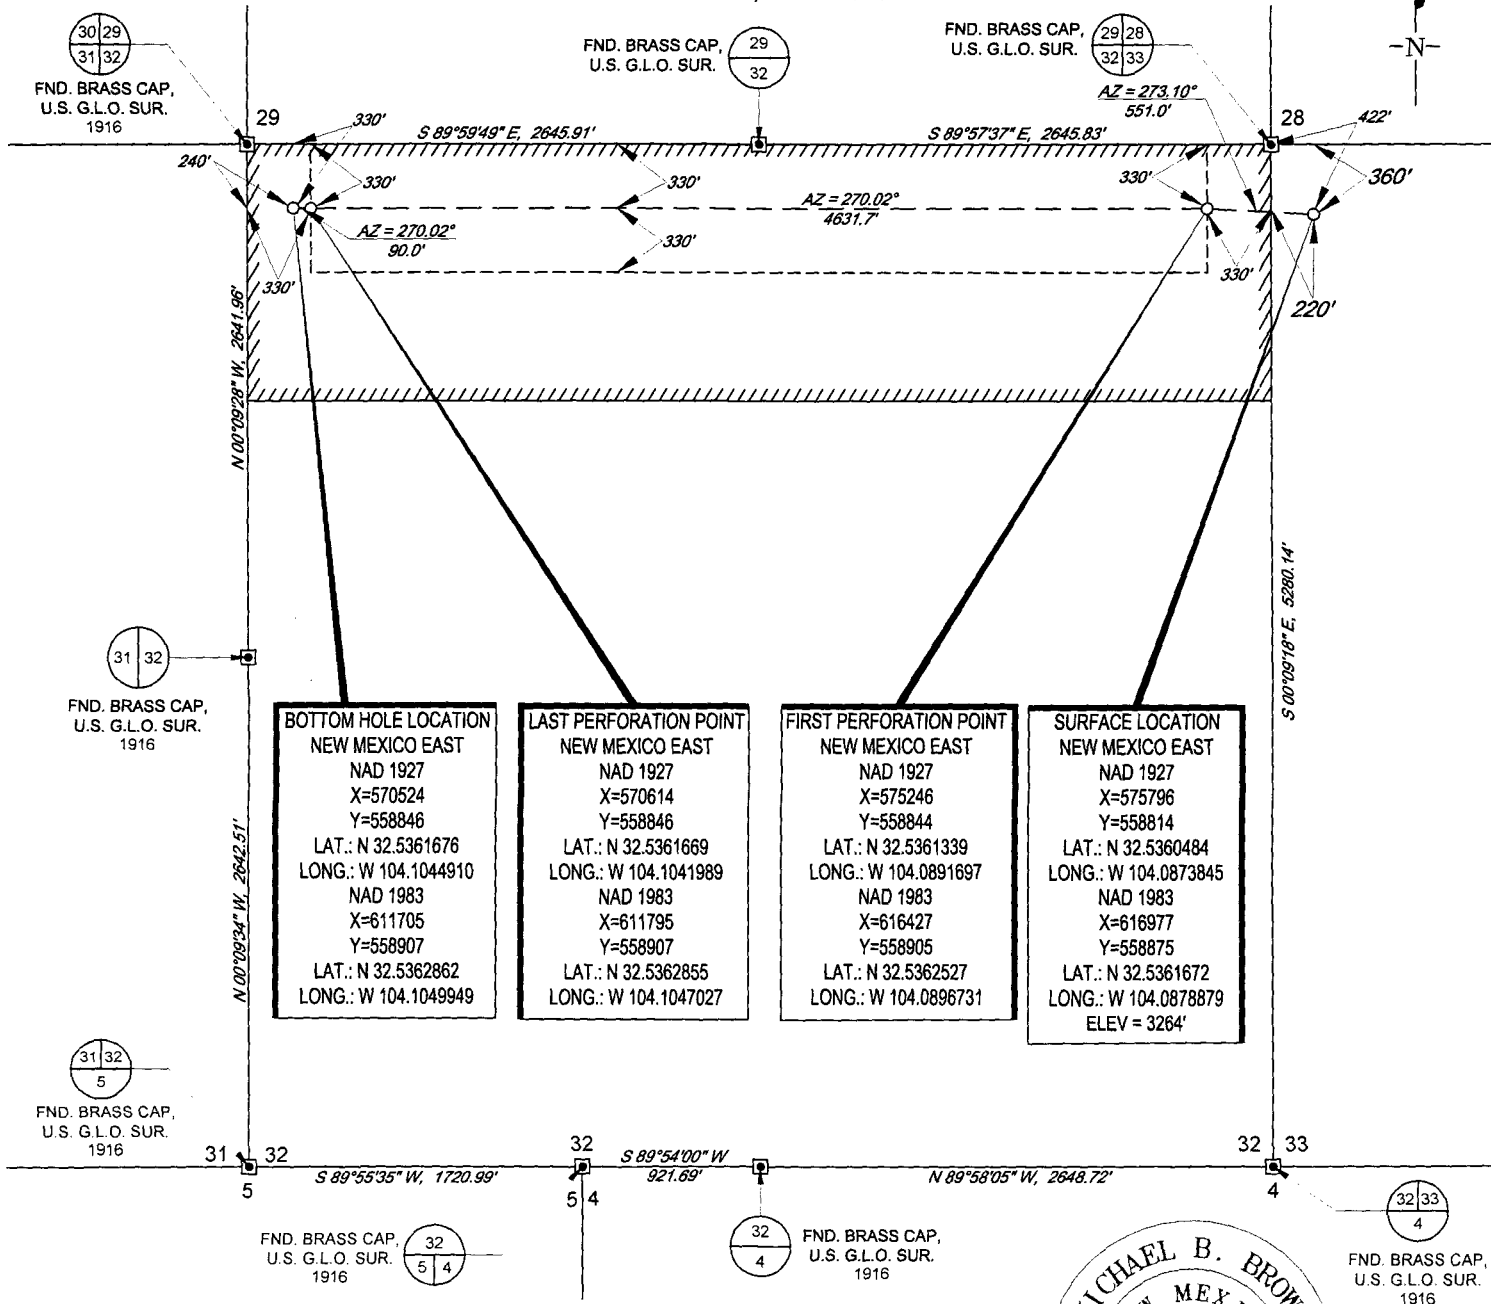 30 29
31 32
FND. BRASS CAP,
U.S. G.L.O. SUR.
1916
FND. BRASS CAP,
U.S. G.L.O. SUR.
29
32
FND. BRASS CAP,
U.S. G.L.O. SUR.
29 28
32 33
-N-
AZ = 273.10°
551.0'
29
330'
S 89°59'49" E, 2645.91'
S 89°57'37" E, 2645.83'
28
422'
240'
330'
330'
330'
360'
AZ = 270.02°
4631.7'
AZ = 270.02°
90.0'
330'
330'
330'
220'
N 00°09'28" W, 2641.96'
S 00°09'18" E, 5280.14'
31 32
FND. BRASS CAP,
U.S. G.L.O. SUR.
1916
N 00°09'34" W, 2642.51'
BOTTOM HOLE LOCATION
NEW MEXICO EAST
NAD 1927
X=570524
Y=558846
LAT.: N 32.5361676
LONG.: W 104.1044910
NAD 1983
X=611705
Y=558907
LAT.: N 32.5362862
LONG.: W 104.1049949
LAST PERFORATION POINT
NEW MEXICO EAST
NAD 1927
X=570614
Y=558846
LAT.: N 32.5361669
LONG.: W 104.1041989
NAD 1983
X=611795
Y=558907
LAT.: N 32.5362855
LONG.: W 104.1047027
FIRST PERFORATION POINT
NEW MEXICO EAST
NAD 1927
X=575246
Y=558844
LAT.: N 32.5361339
LONG.: W 104.0891697
NAD 1983
X=616427
Y=558905
LAT.: N 32.5362527
LONG.: W 104.0896731
SURFACE LOCATION
NEW MEXICO EAST
NAD 1927
X=575796
Y=558814
LAT.: N 32.5360484
LONG.: W 104.0873845
NAD 1983
X=616977
Y=558875
LAT.: N 32.5361672
LONG.: W 104.0878879
ELEV = 3264'
31 32
5
FND. BRASS CAP,
U.S. G.L.O. SUR.
1916
31 32
5
S 89°55'35" W, 1720.99'
32
5 4
S 89°54'00" W
921.69'
N 89°58'05" W, 2648.72'
32 33
4
FND. BRASS CAP,
U.S. G.L.O. SUR.
1916
32
5 4
32
4
FND. BRASS CAP,
U.S. G.L.O. SUR.
1916
32 33
4
FND. BRASS CAP,
U.S. G.L.O. SUR.
1916
MICHAEL B. BROW
MEX